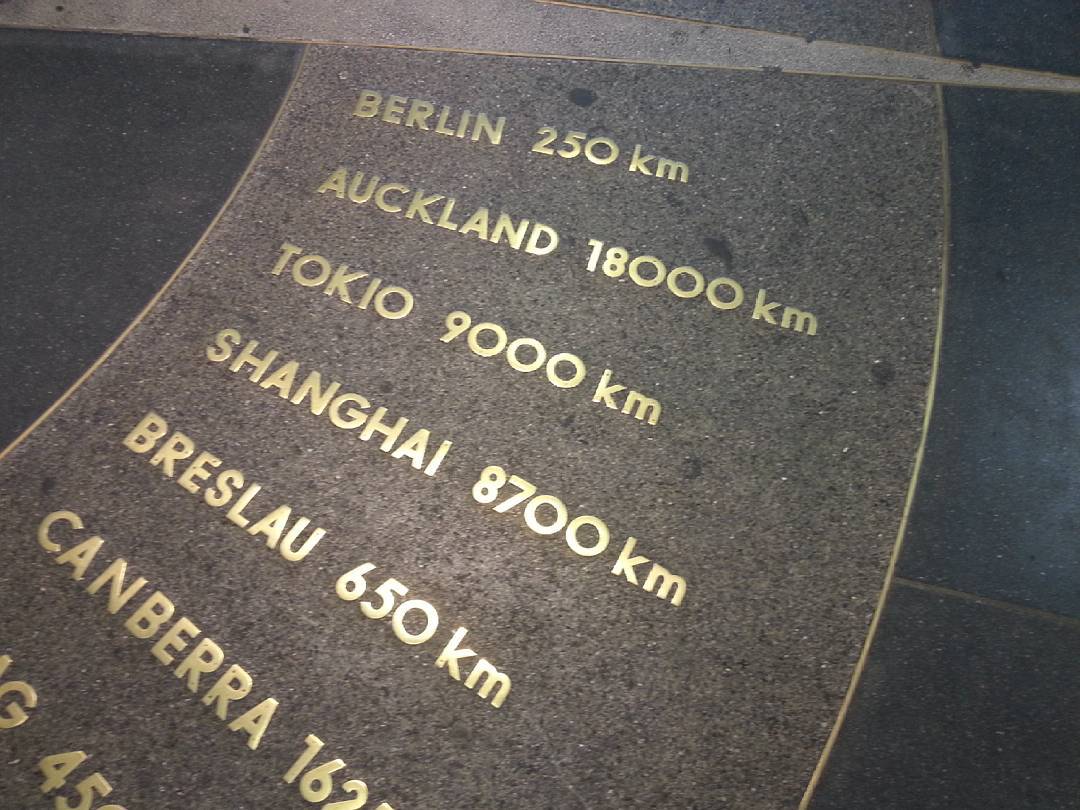 BERLIN 250 km
AUCKLAND 18000 km
TOKIO 9000 km
SHANGHAI 8700 km
BRESLAU 650 km
CANBERRA